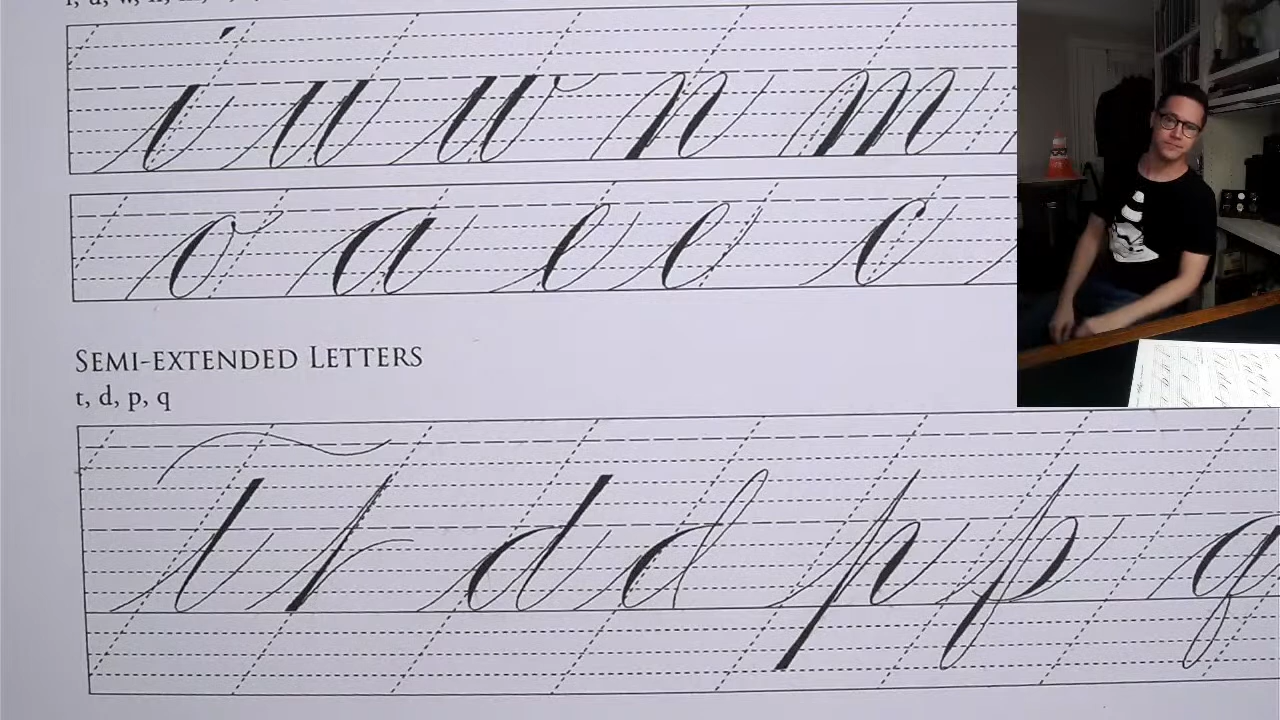 i u w n m
o a e e c
SEMI-EXTENDED LETTERS
t, d, p, q
t t d d p p q